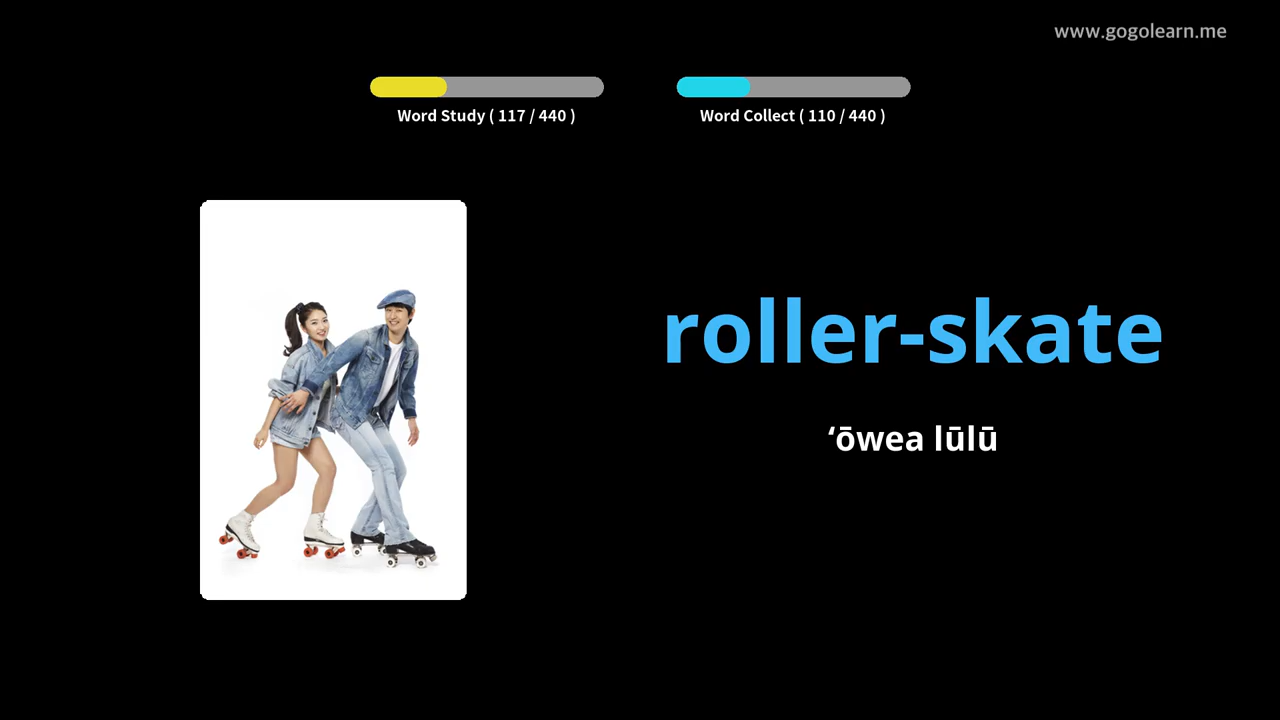 www.gogolearn.me
Word Study ( 117 / 440 )
Word Collect ( 110 / 440 )
roller-skate
ʻōwea lūlū